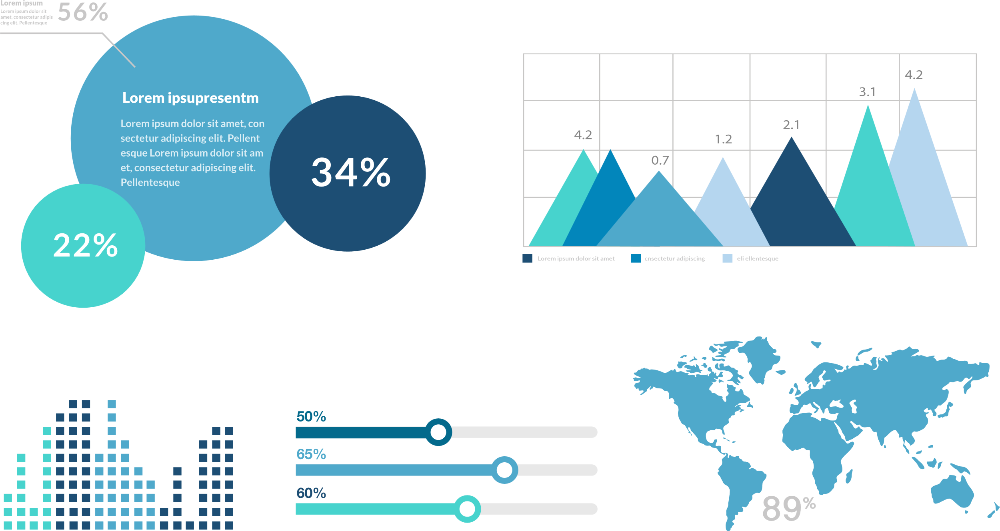 Lorem ipsum
Lorem ipsum dolor sit
amet, consectetur adipis
cing elit. Pellentesque
56%
Lorem ipupresentm
Lorem ipsum dolor sit amet, con
setetur adipiscing elit. Pellent
esque Lorem ipsum dolor sit am
et, consectetur adipiscing elit.
Pellentesque
34%
22%
4.2
0.7
1.2
2.1
3.1
4.2
Lorem ipsum dolor sit amet
cnsectetur adipiscing
eli ellentesque
50%
65%
60%
89%